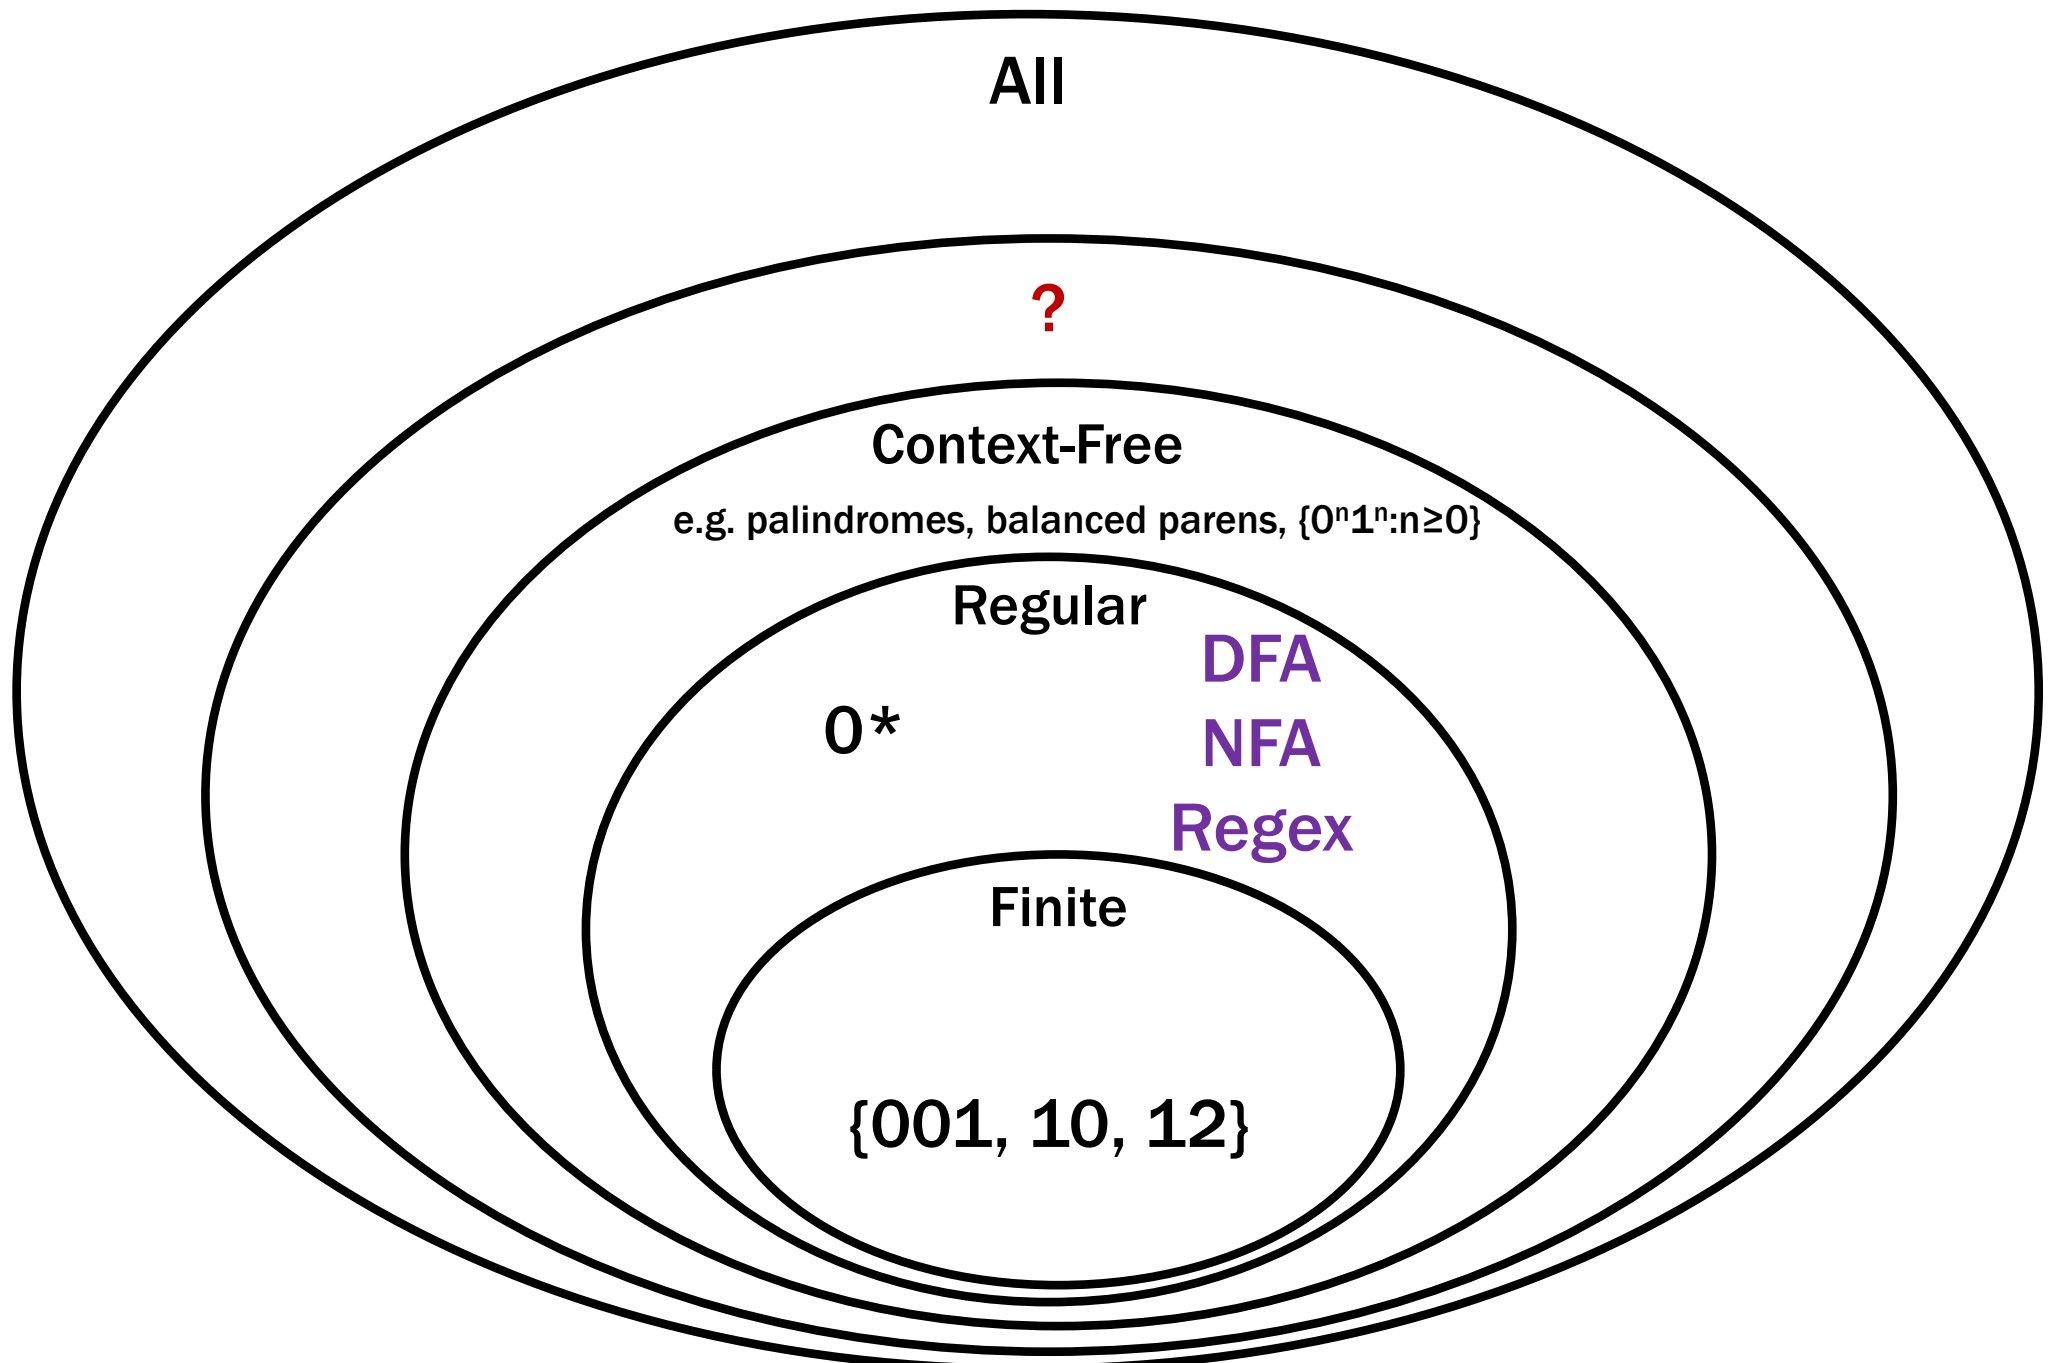 All
?
Context-Free
e.g. palindromes, balanced parens, {0ⁿ1ⁿ:n≥0}
Regular
DFA
0*
NFA
Regex
Finite
{001, 10, 12}